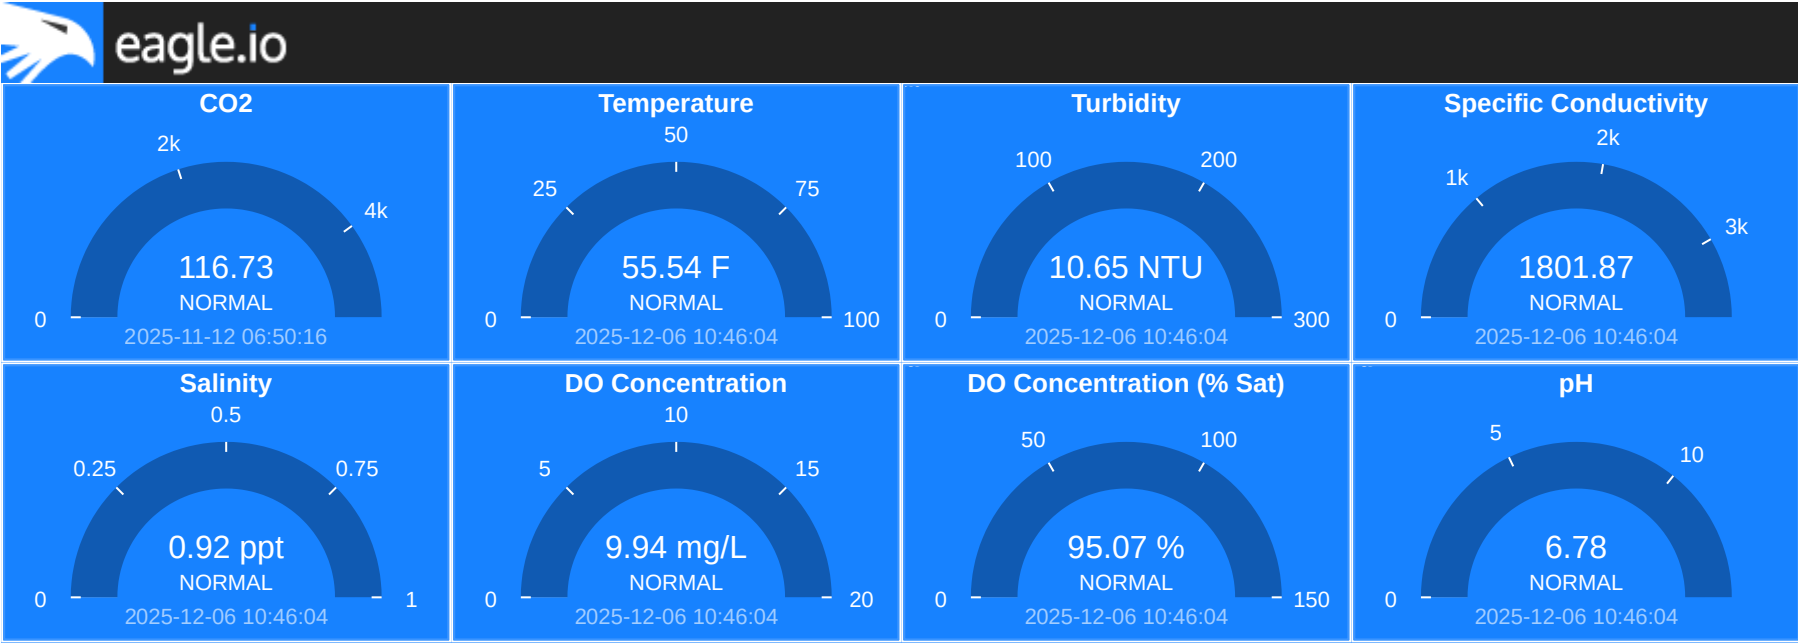 eagle.io
CO2
2k
4k
116.73
NORMAL
0
2025-11-12 06:50:16
Temperature
50
25
75
55.54 F
NORMAL
0
100
2025-12-06 10:46:04
Turbidity
100
200
10.65 NTU
NORMAL
0
300
2025-12-06 10:46:04
Specific Conductivity
2k
1k
3k
1801.87
NORMAL
0
2025-12-06 10:46:04
Salinity
0.5
0.25
0.75
0.92 ppt
NORMAL
0
1
2025-12-06 10:46:04
DO Concentration
10
5
15
9.94 mg/L
NORMAL
0
20
2025-12-06 10:46:04
DO Concentration (% Sat)
50
100
95.07 %
NORMAL
0
150
2025-12-06 10:46:04
pH
5
10
6.78
NORMAL
0
2025-12-06 10:46:04